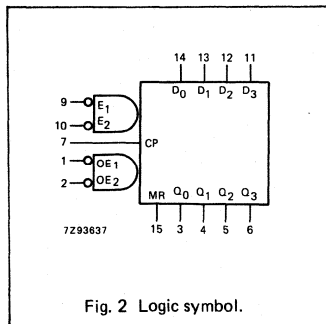 14 13 12 11
D0 D1 D2 D3
9 E1
10 E2
7 CP
1 OE1
2 OE2
MR Q0 Q1 Q2 Q3
7Z93637
15 3 4 5 6
Fig. 2 Logic symbol.